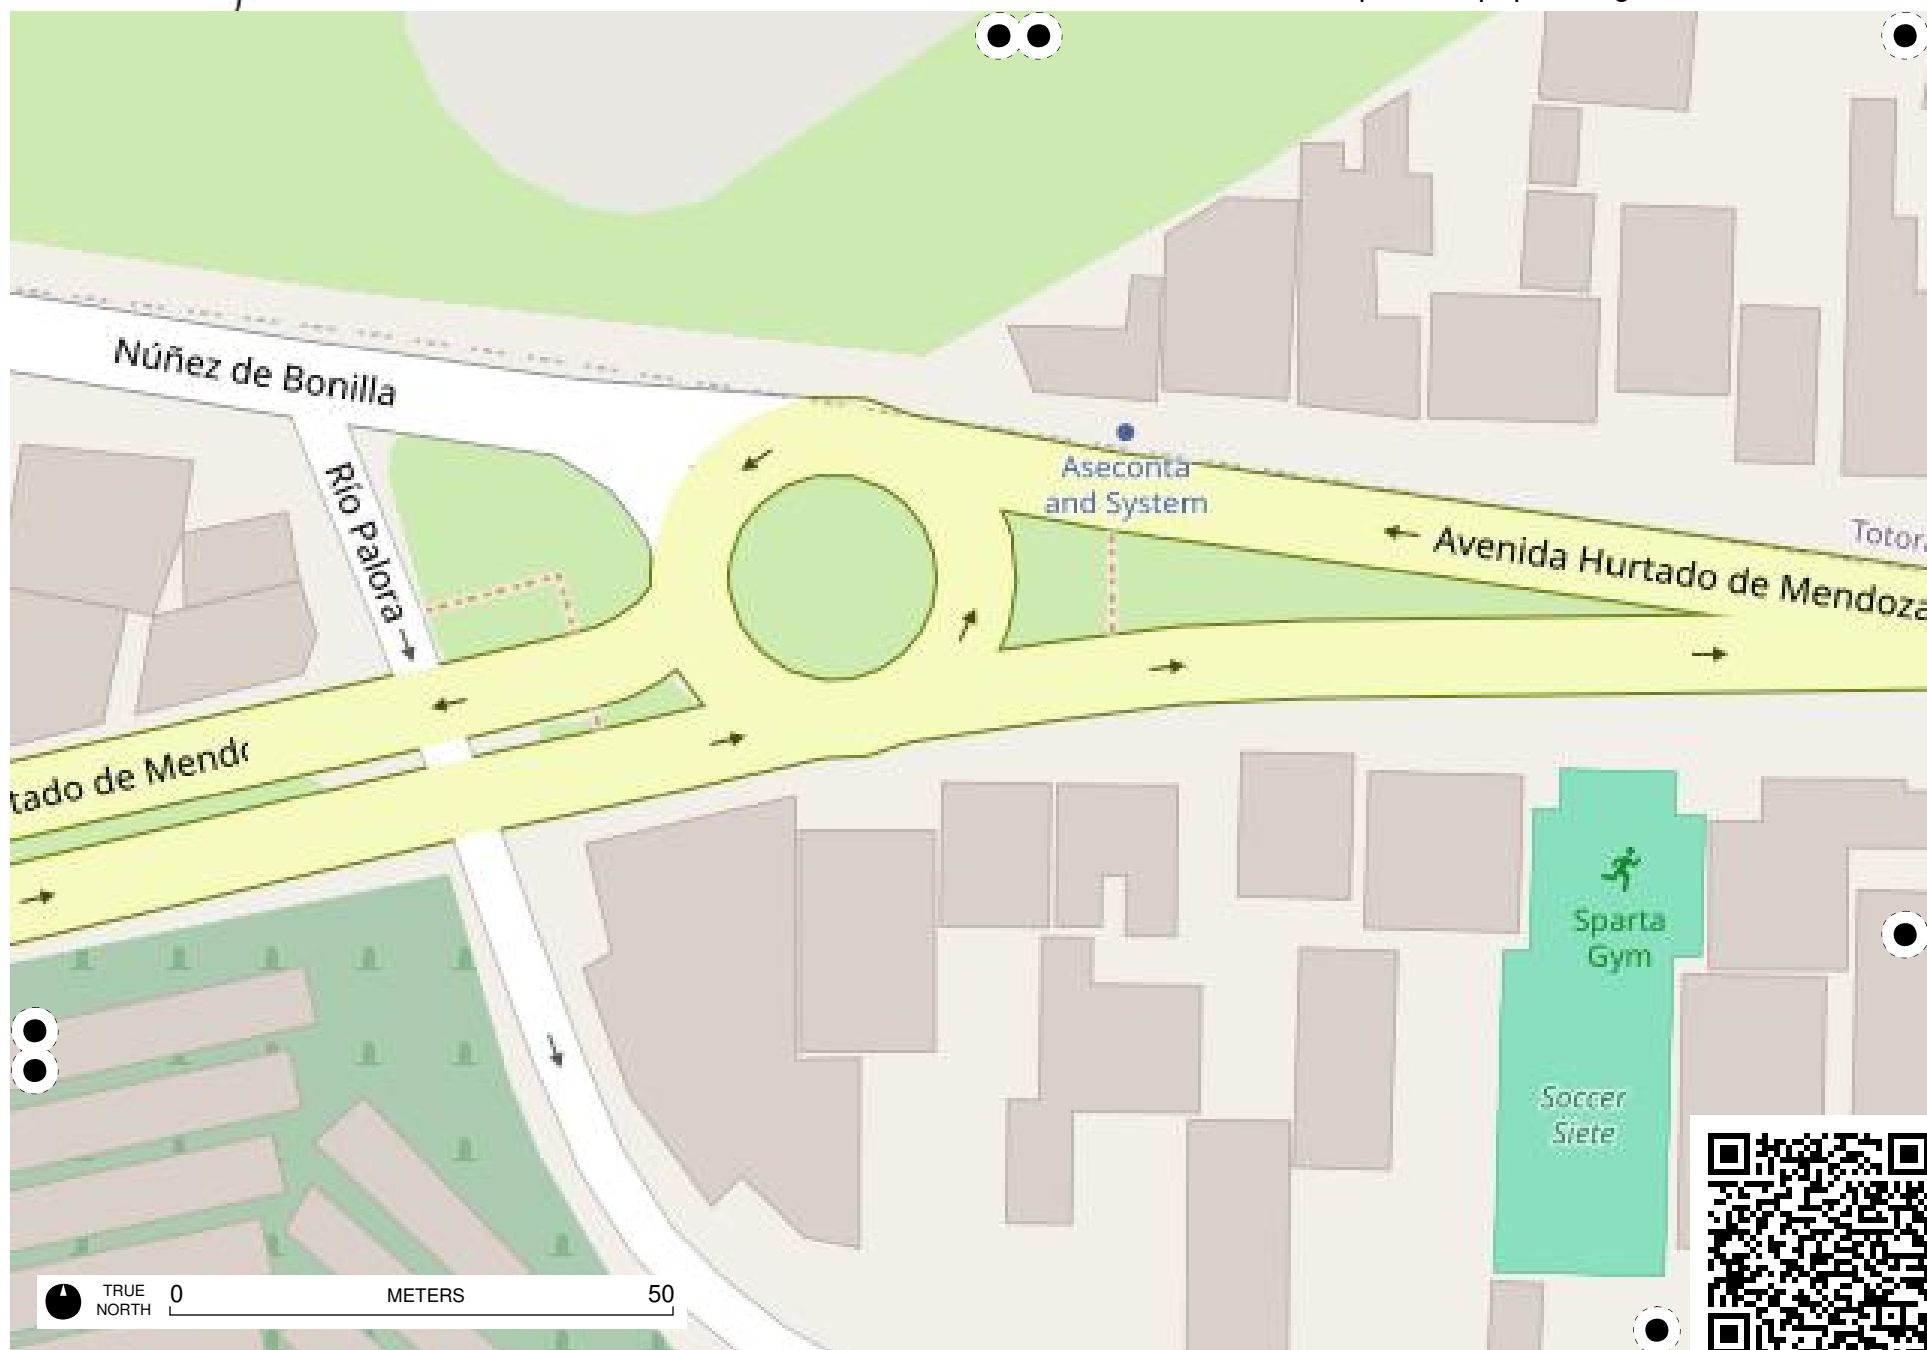 Núñez de Bonilla
Aseconta
and System
Río Palora
Avenida Hurtado de Mendoza
tado de Mend
Sparta
Gym
Soccer
Siete
TRUE
NORTH
0 METERS 50